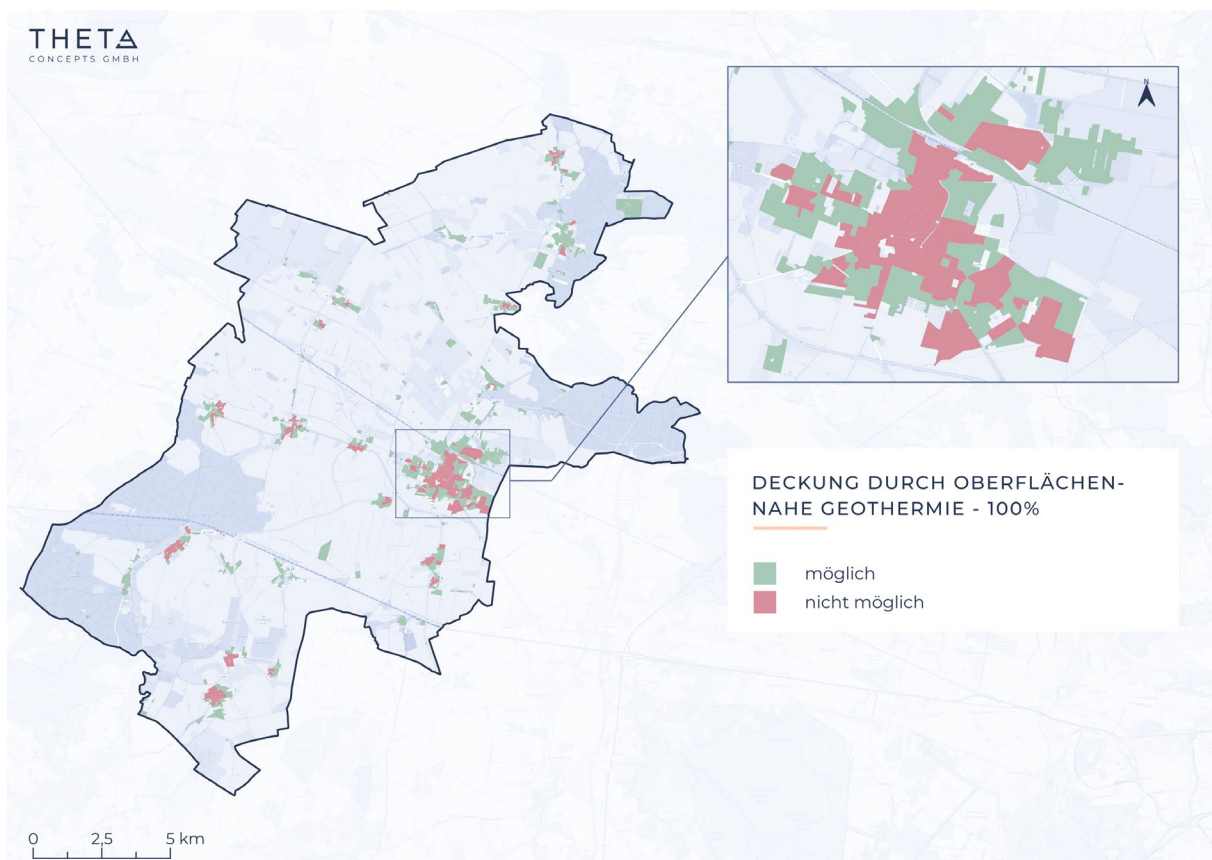 THETA
CONCEPTS GMBH
N
DECKUNG DURCH OBERFLÄCHEN-
NAHE GEOTHERMIE - 100%
möglich
nicht möglich
0 2,5 5 km